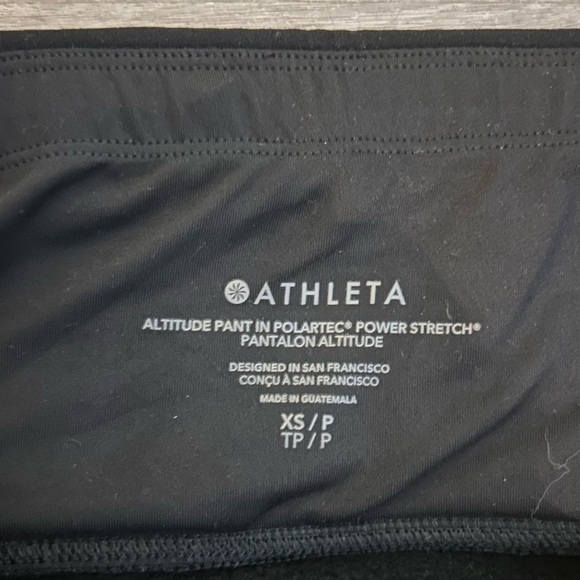 ATHLETA
ALTITUDE PANT IN POLARTEC® POWER STRETCH®
PANTALON ALTITUDE
DESIGNED IN SAN FRANCISCO
CONÇU À SAN FRANCISCO
MADE IN GUATEMALA
XS / P
TP / P